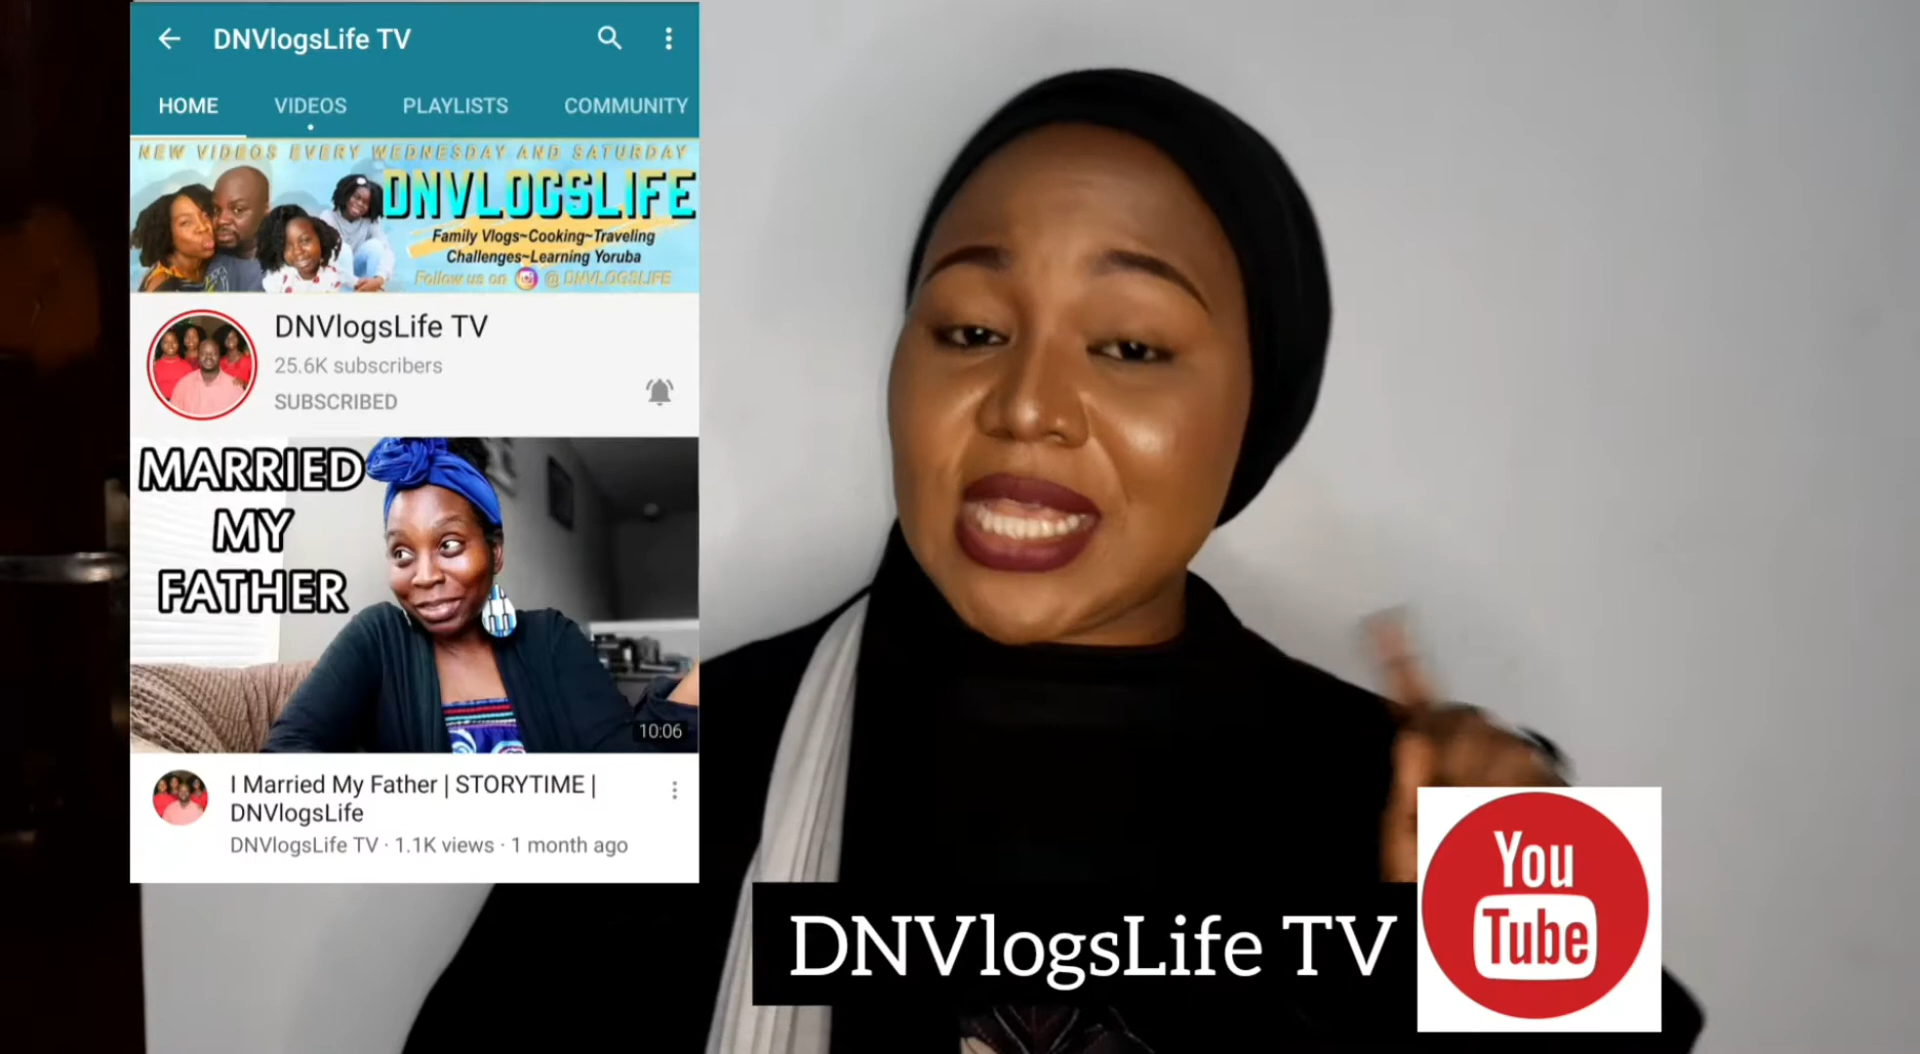 DNVlogsLife TV
HOME VIDEOS PLAYLISTS COMMUNITY
NEW VIDEOS EVERY WEDNESDAY AND SATURDAY
DNVLOGSLIFE
Family Vlogs~Cooking~Traveling
Challenges~Learning Yoruba
Follow us on @ DNVLOGSLIFE
DNVlogsLife TV
25.6K subscribers
SUBSCRIBED
MARRIED
MY
FATHER
10:06
I Married My Father | STORYTIME |
DNVlogsLife
DNVlogsLife TV · 1.1K views · 1 month ago
DNVlogsLife TV
You
Tube